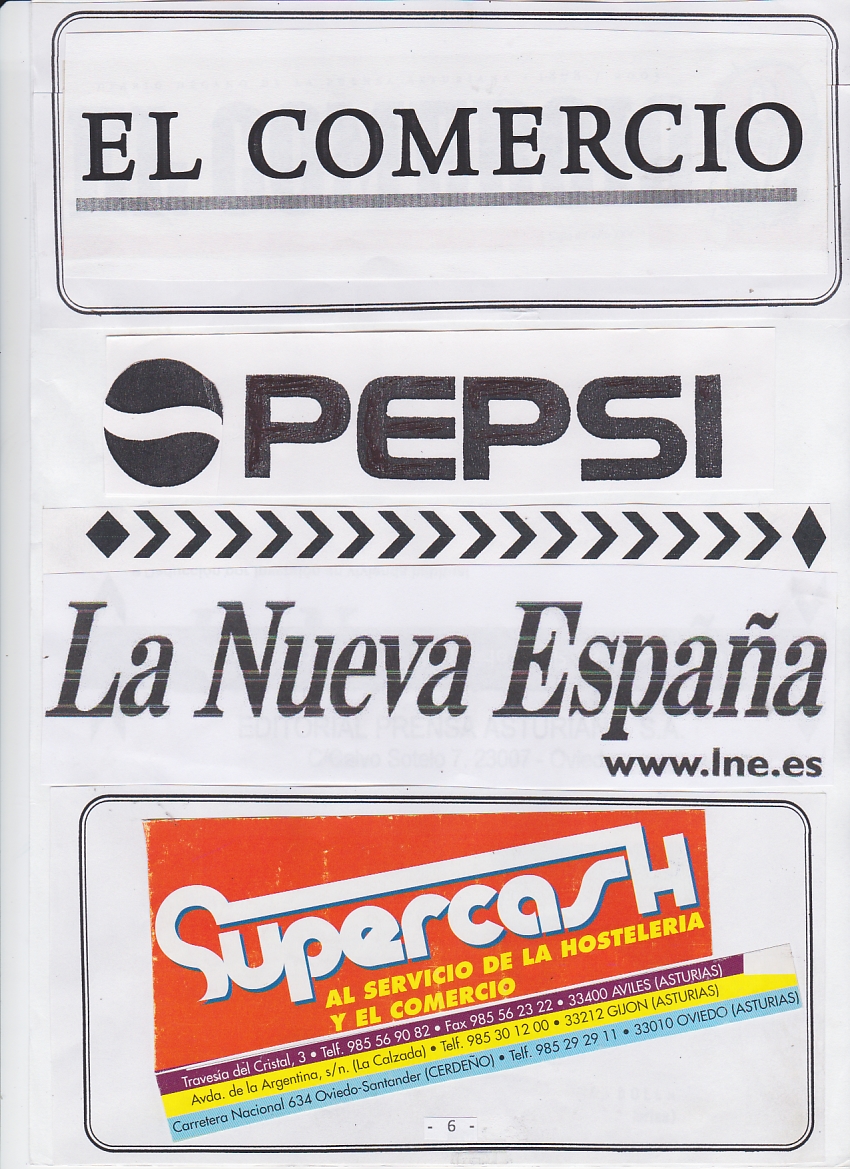 EL COMERCIO
PEPSI
La Nueva España
www.lne.es
Supercash
AL SERVICIO DE LA HOSTELERIA
Y EL COMERCIO
Travesía del Cristal, 3 • Telf. 985 56 90 82 • Fax 985 56 23 22 • 33400 AVILES (ASTURIAS)
Avda. de la Argentina, s/n. (La Calzada) • Telf. 985 30 12 00 • 33212 GIJON (ASTURIAS)
Carretera Nacional 634 Oviedo-Santander (CERDEÑO) • Telf. 985 29 29 11 • 33010 OVIEDO (ASTURIAS)
- 6 -